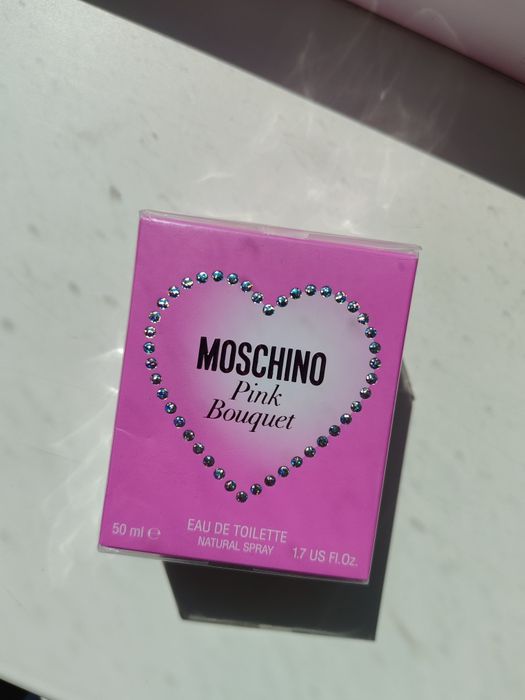 MOSCHINO
Pink
Bouquet
50 ml ℮
EAU DE TOILETTE
NATURAL SPRAY
1.7 US Fl.Oz.